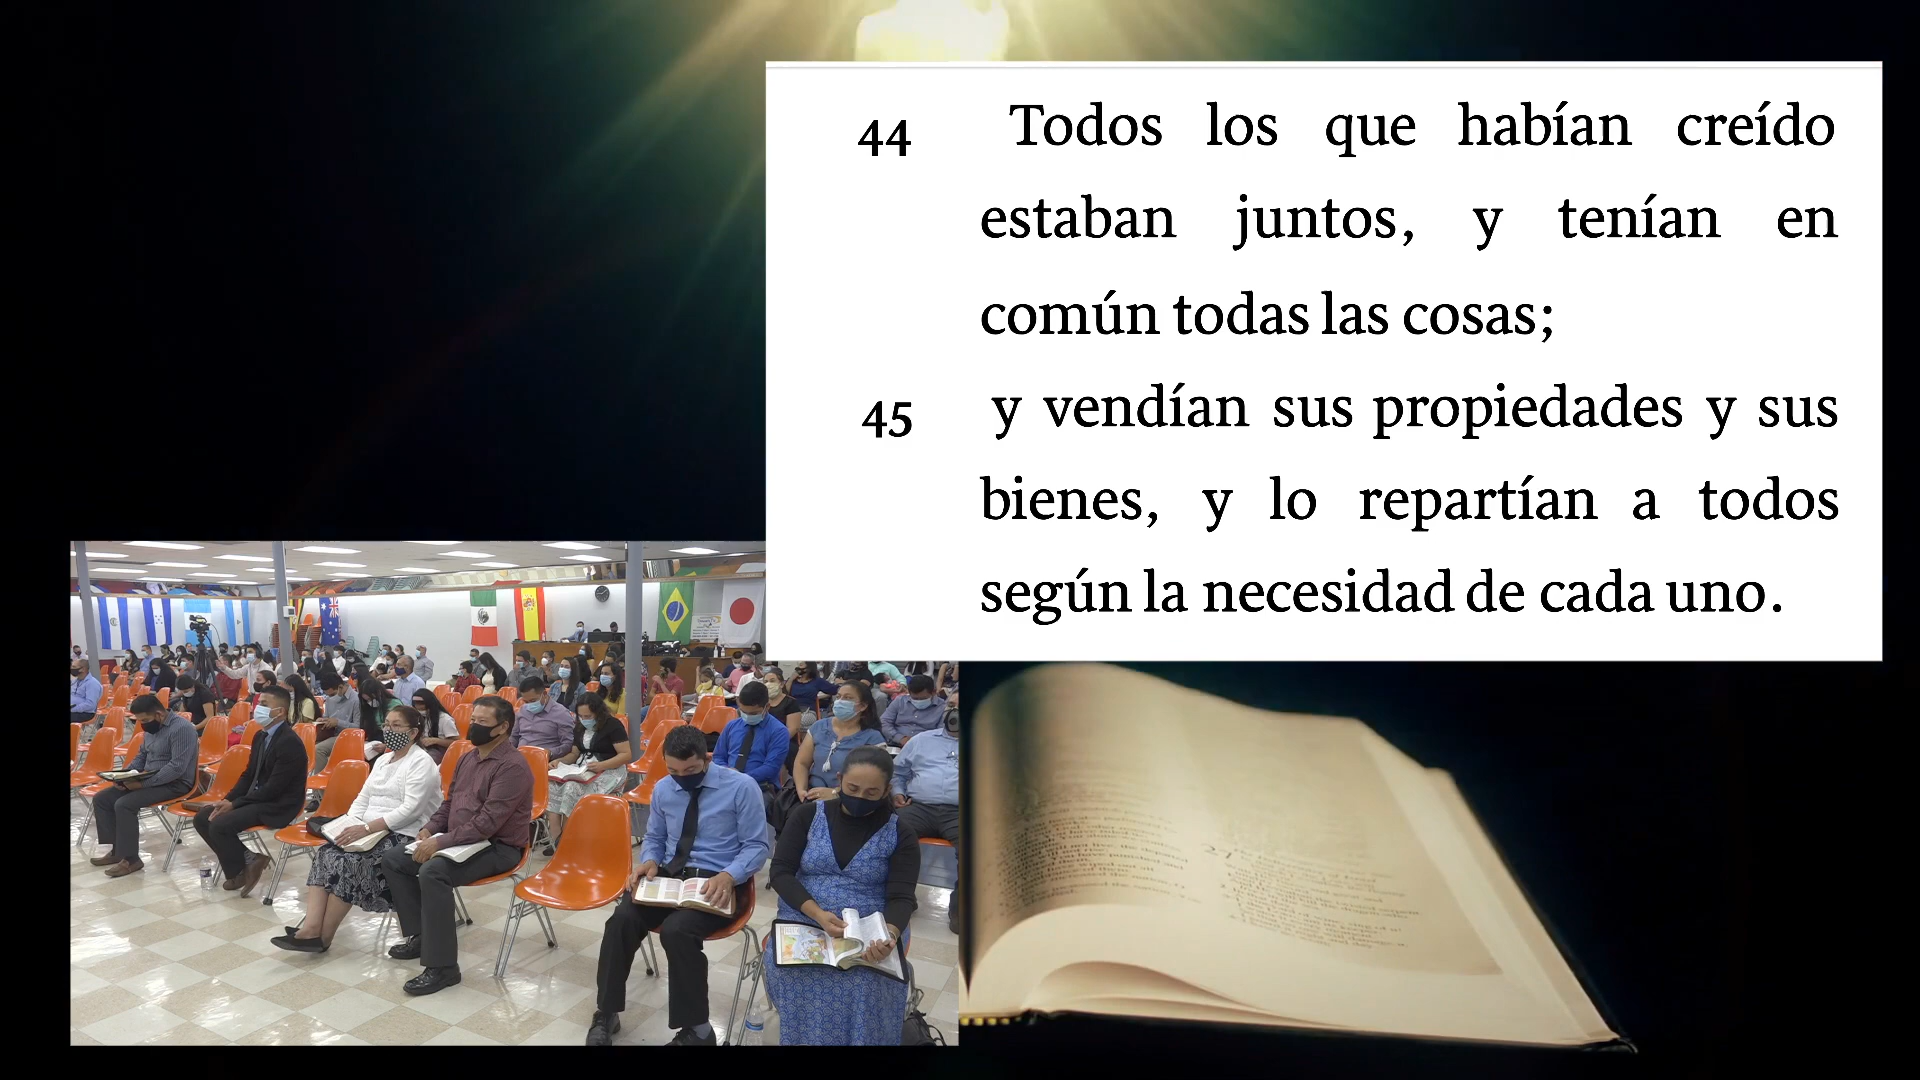 44 Todos los que habían creído
estaban juntos, y tenían en
común todas las cosas;
45 y vendían sus propiedades y sus
bienes, y lo repartían a todos
según la necesidad de cada uno.